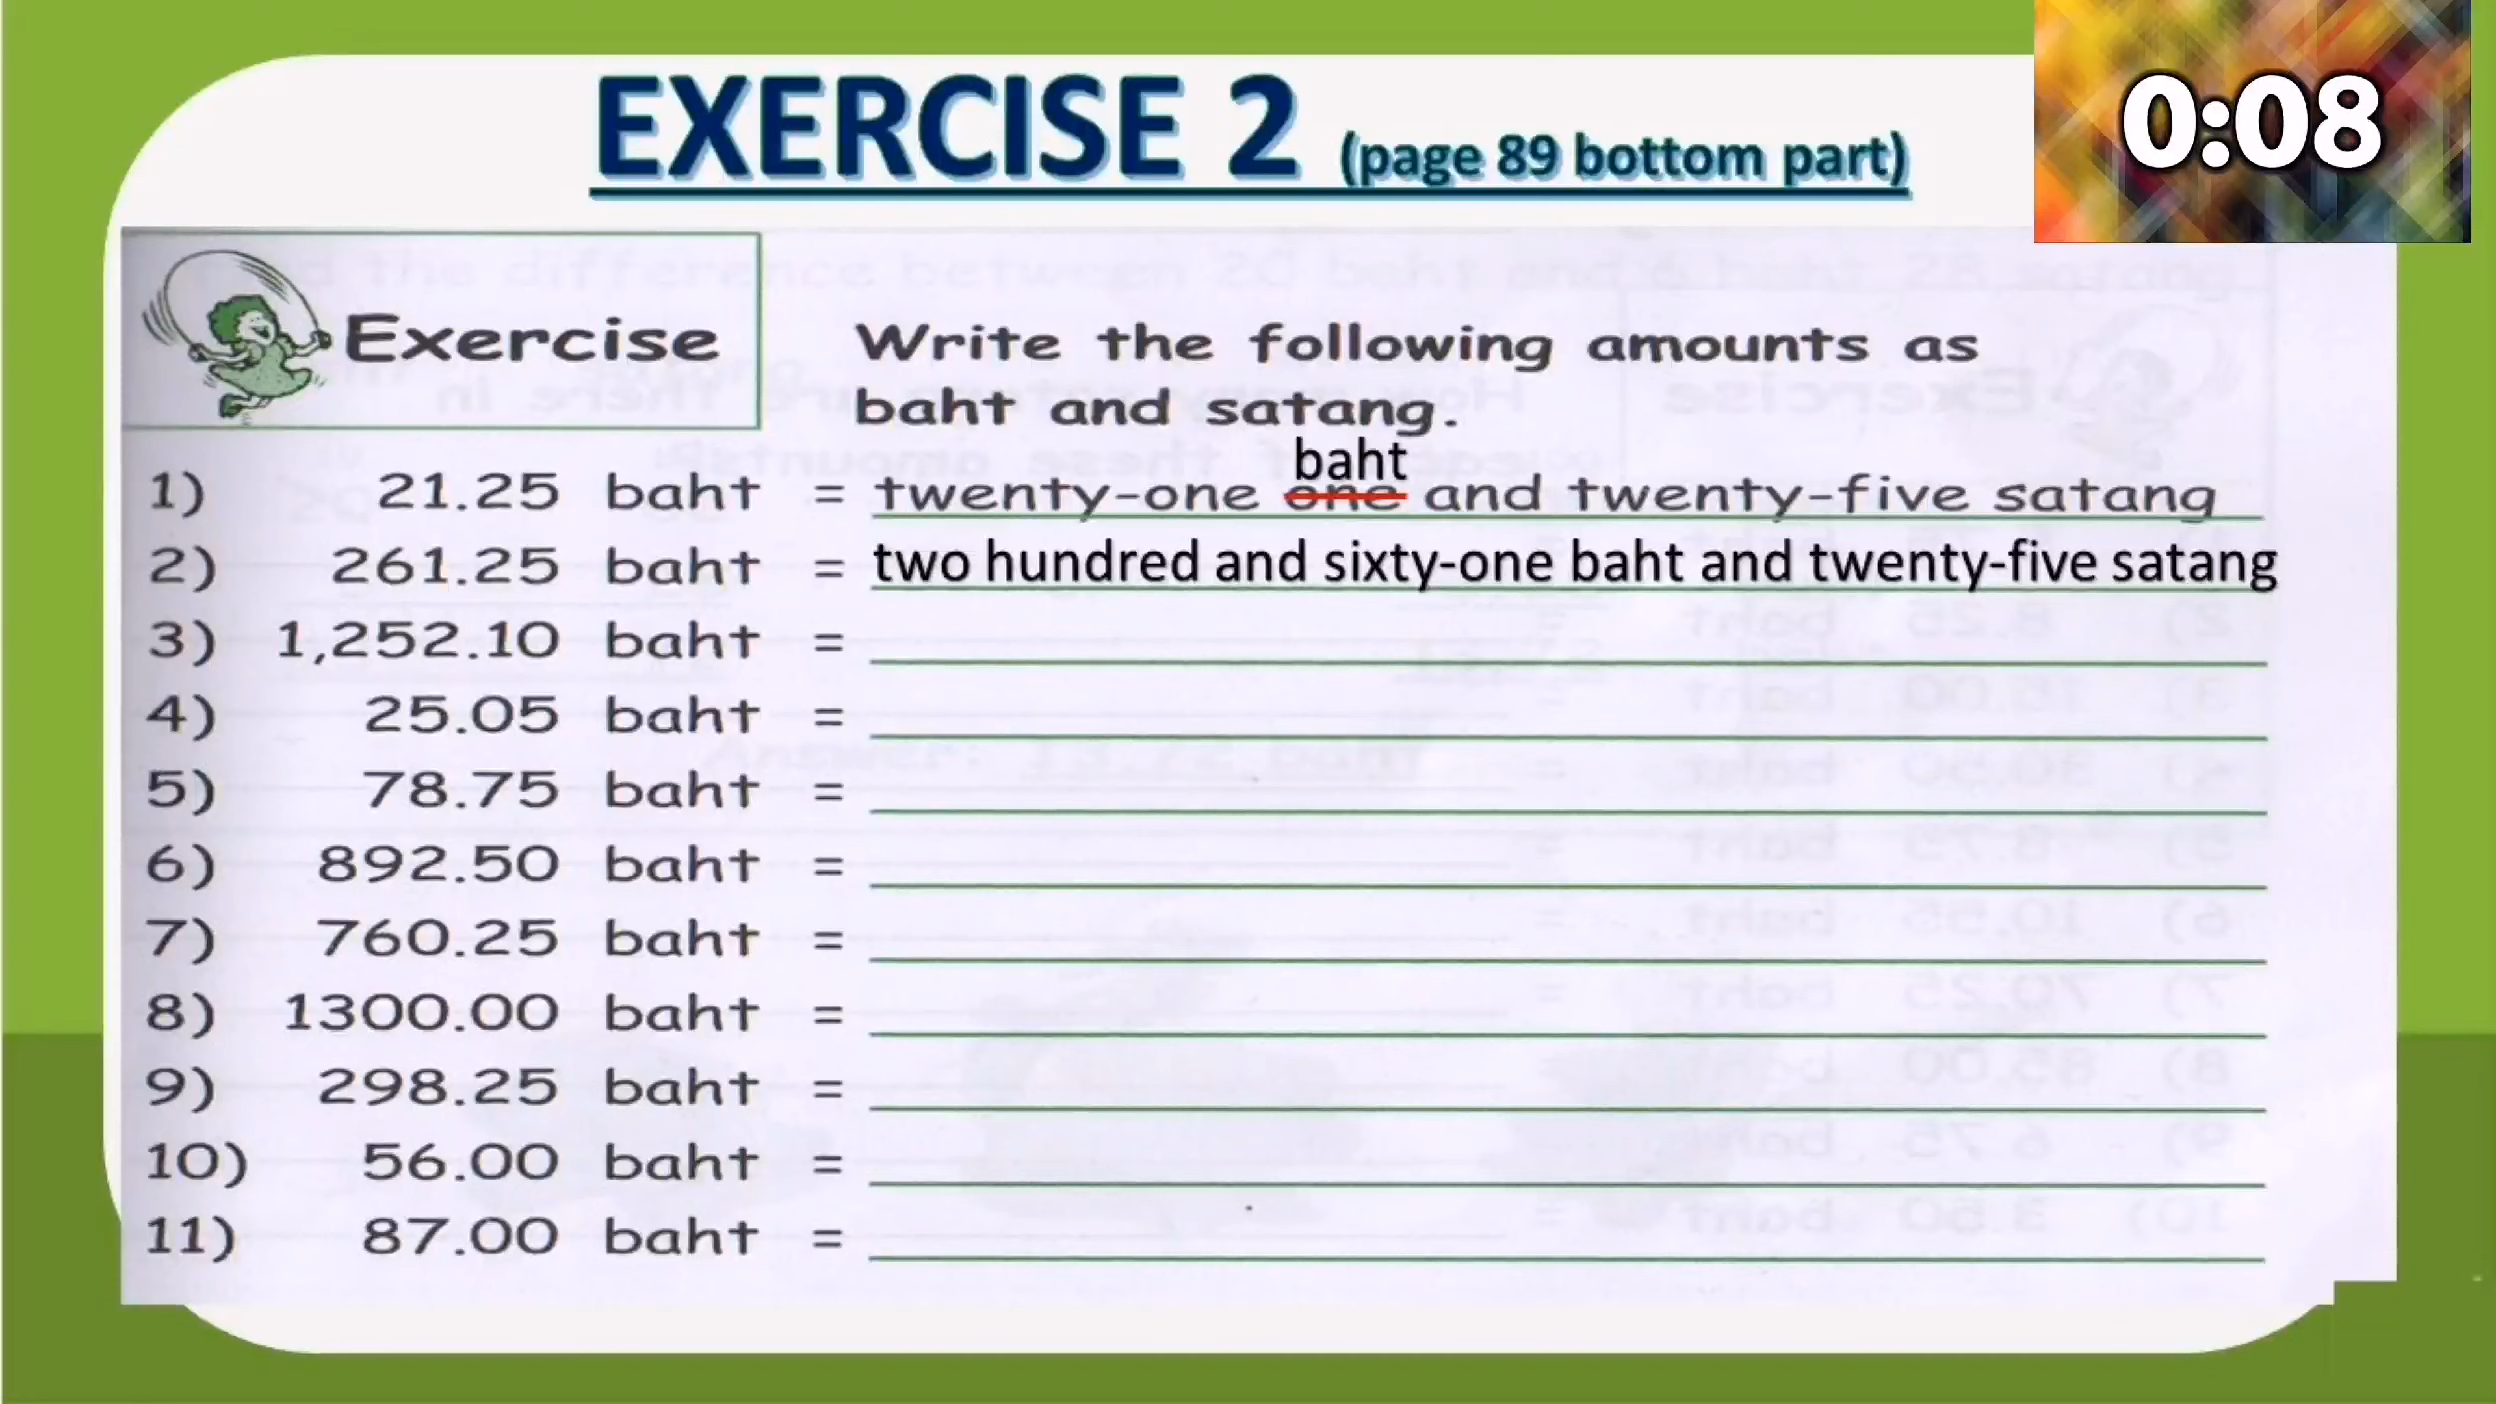 EXERCISE 2 (page 89 bottom part)
0:08
Exercise
Write the following amounts as
baht and satang.
baht
1) 21.25 baht = twenty-one one and twenty-five satang
2) 261.25 baht = two hundred and sixty-one baht and twenty-five satang
3) 1,252.10 baht =
4) 25.05 baht =
5) 78.75 baht =
6) 892.50 baht =
7) 760.25 baht =
8) 1300.00 baht =
9) 298.25 baht =
10) 56.00 baht =
11) 87.00 baht =